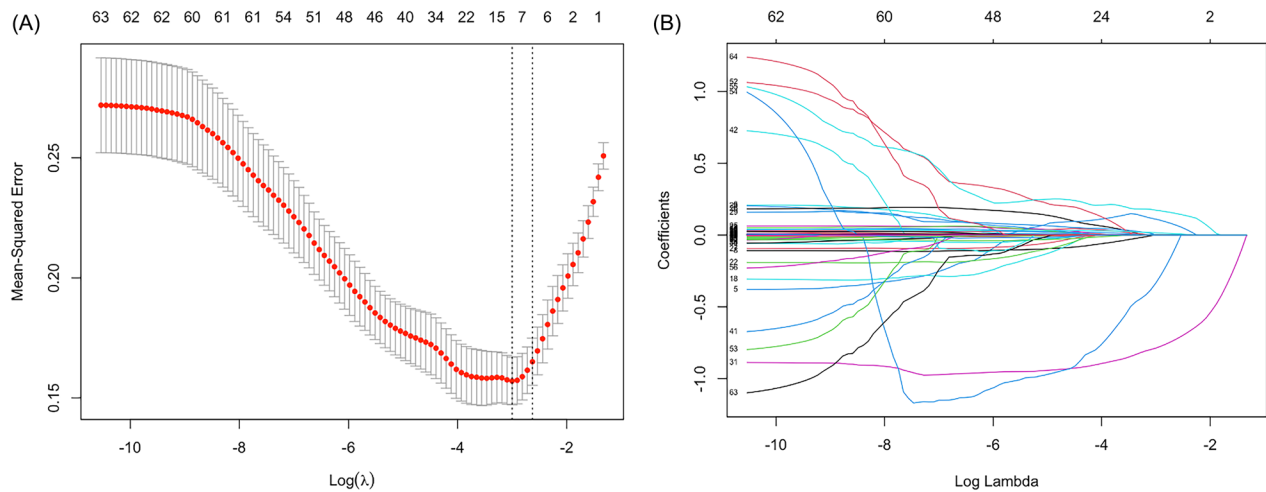 (A)
63 62 62 60 61 61 54 51 48 46 40 34 22 15 7 6 2 1
Mean-Squared Error
0.25
0.20
0.15
-10 -8 -6 -4 -2
Log(λ)
(B)
62 60 48 24 2
Coefficients
1.0
0.5
0.0
-0.5
-1.0
64
52
54
42
29
22
56
18
5
41
53
31
63
-10 -8 -6 -4 -2
Log Lambda